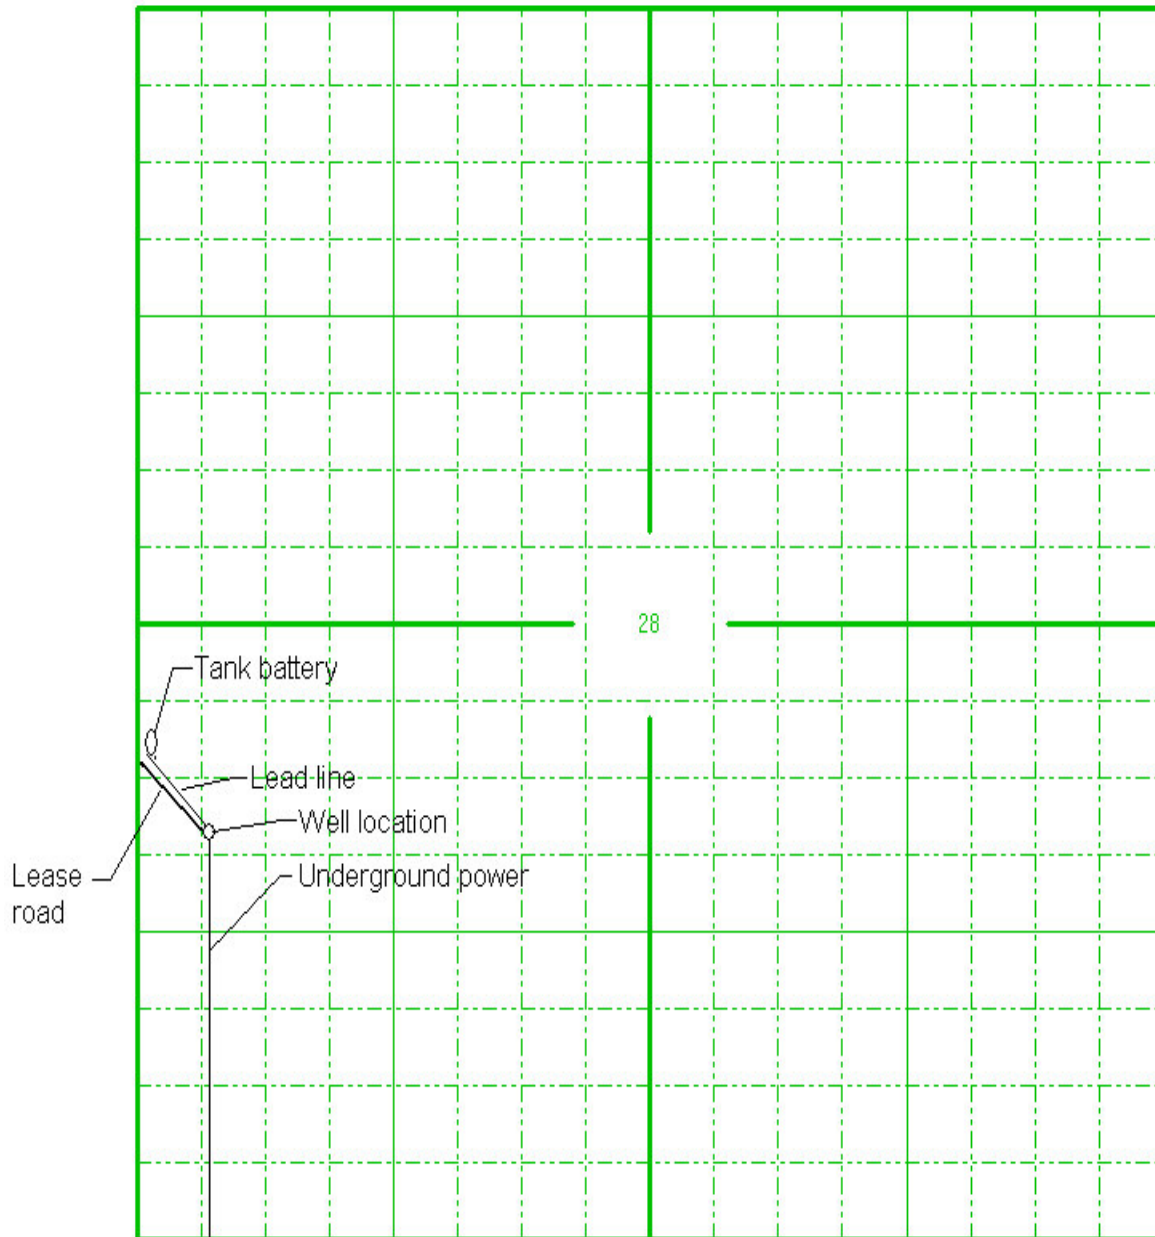 28
Tank battery
Lead line
Well location
Lease
road
Underground power